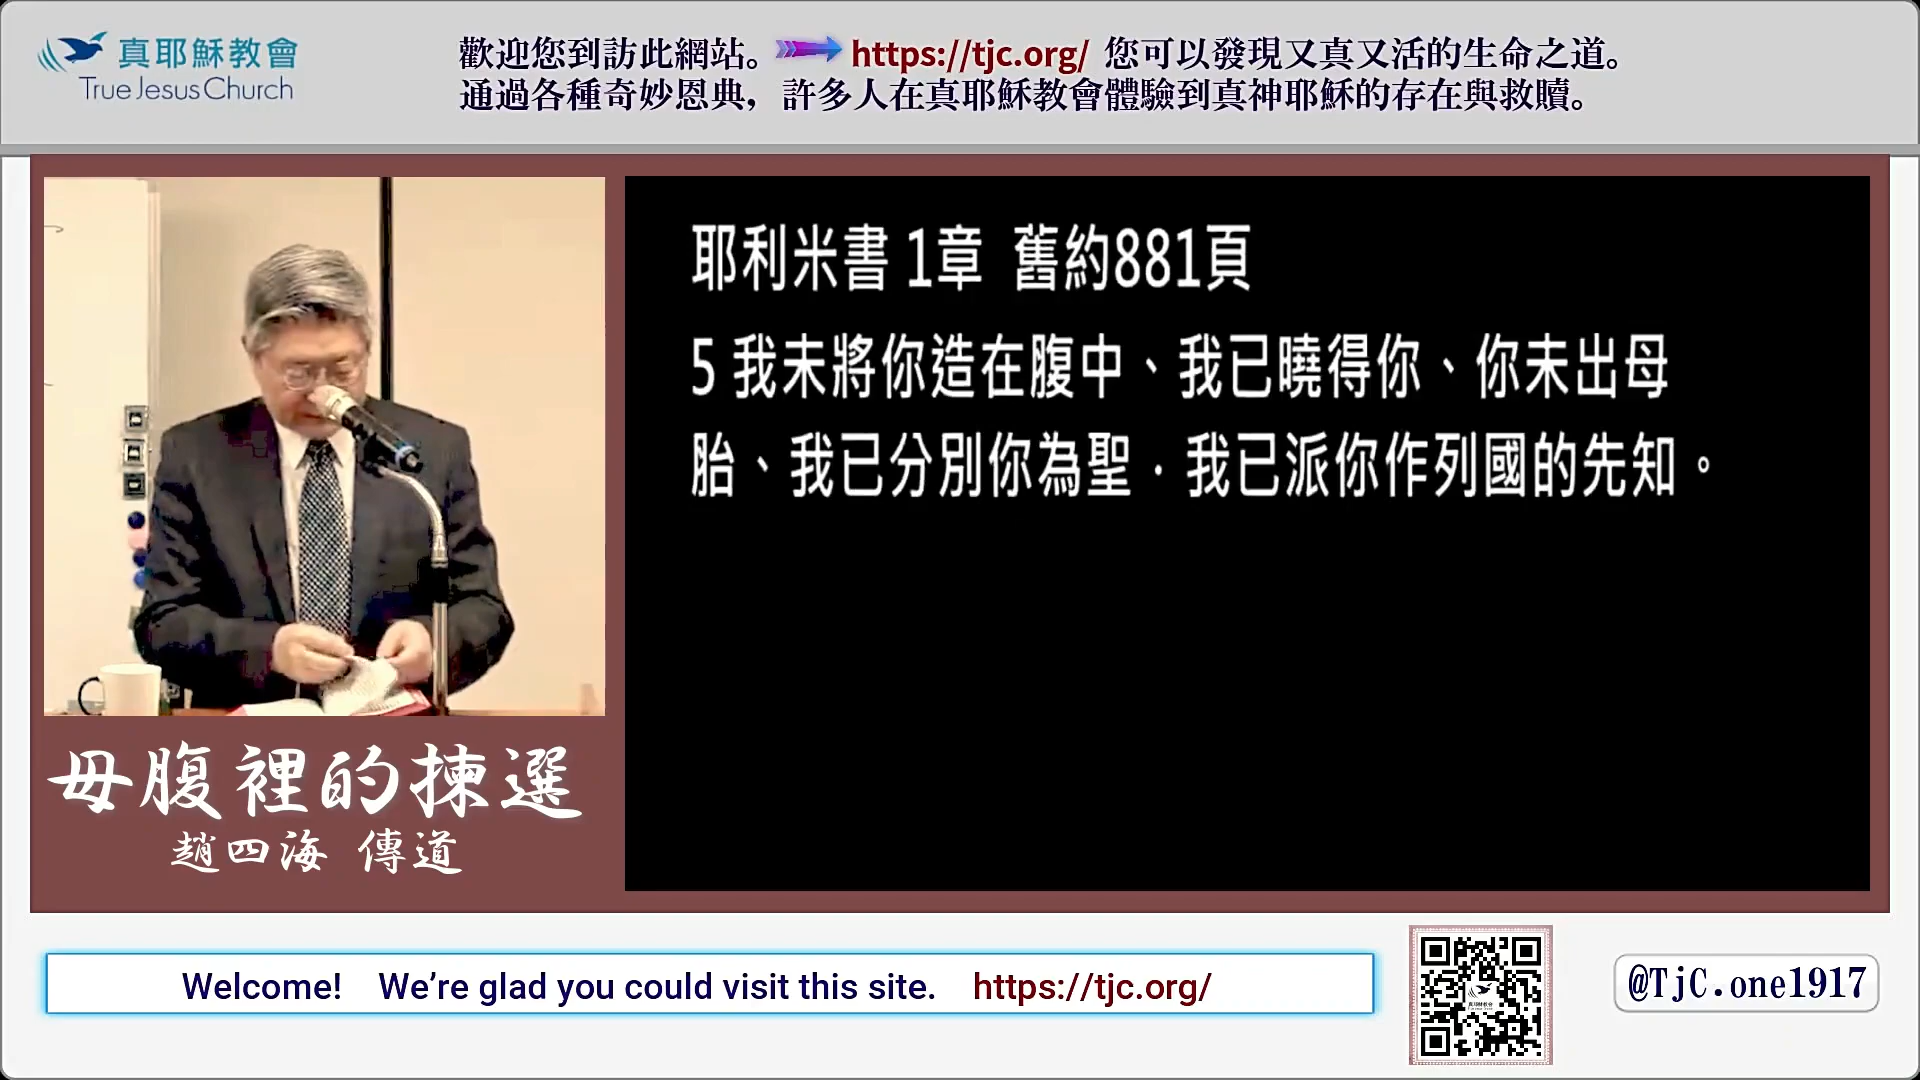 真耶穌教會
True Jesus Church
歡迎您到訪此網站。 https://tjc.org/ 您可以發現又真又活的生命之道。
通過各種奇妙恩典，許多人在真耶穌教會體驗到真神耶穌的存在與救贖。
耶利米書 1章 舊約881頁
5 我未將你造在腹中、我已曉得你、你未出母
胎、我已分別你為聖．我已派你作列國的先知。
母腹裡的揀選
趙四海 傳道
Welcome! We’re glad you could visit this site. https://tjc.org/
@TjC.one1917